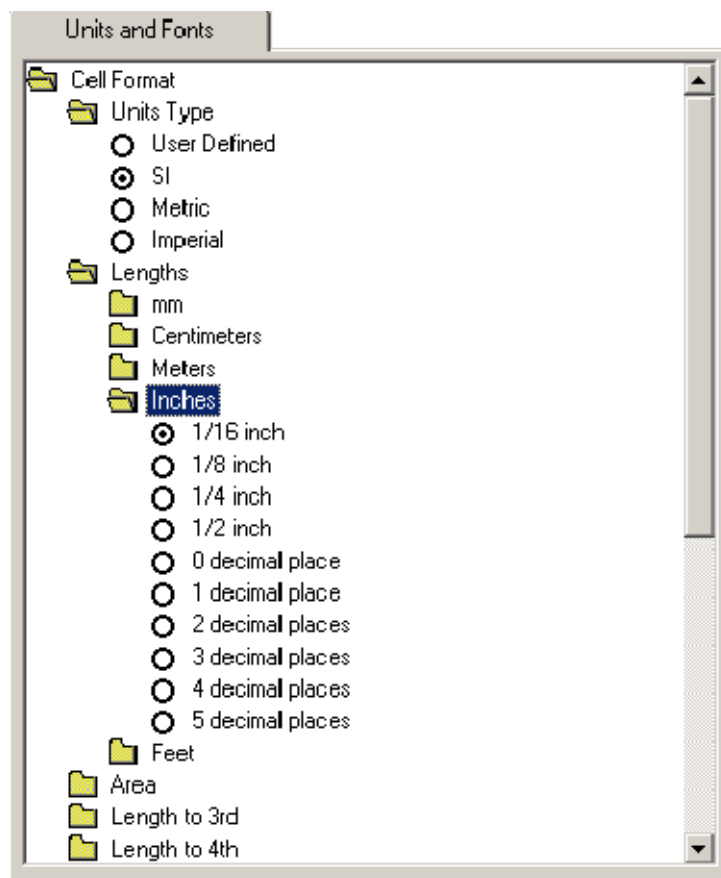 Units and Fonts
Cell Format
Units Type
User Defined
SI
Metric
Imperial
Lengths
mm
Centimeters
Meters
Inches
1/16 inch
1/8 inch
1/4 inch
1/2 inch
0 decimal place
1 decimal place
2 decimal places
3 decimal places
4 decimal places
5 decimal places
Feet
Area
Length to 3rd
Length to 4th